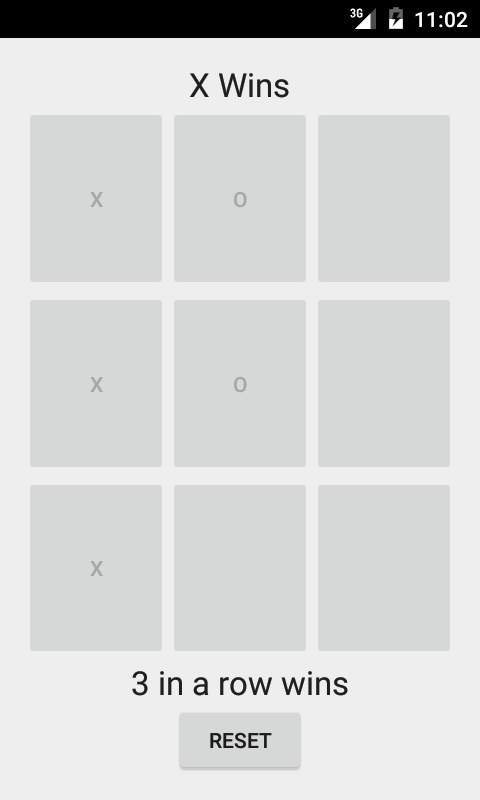 3G 11:02
X Wins
X O
X O
X
3 in a row wins
RESET